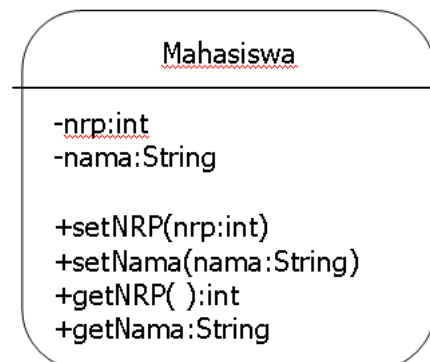 Mahasiswa
-nrp:int
-nama:String
+setNRP(nrp:int)
+setNama(nama:String)
+getNRP( ):int
+getNama:String